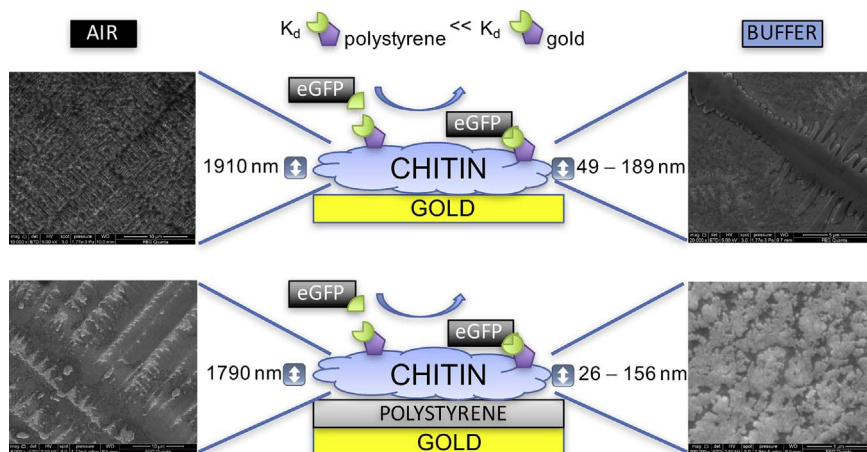 AIR
Kd polystyrene << Kd gold
BUFFER
eGFP
eGFP
1910 nm
CHITIN
49 – 189 nm
GOLD
eGFP
eGFP
1790 nm
CHITIN
26 – 156 nm
POLYSTYRENE
GOLD